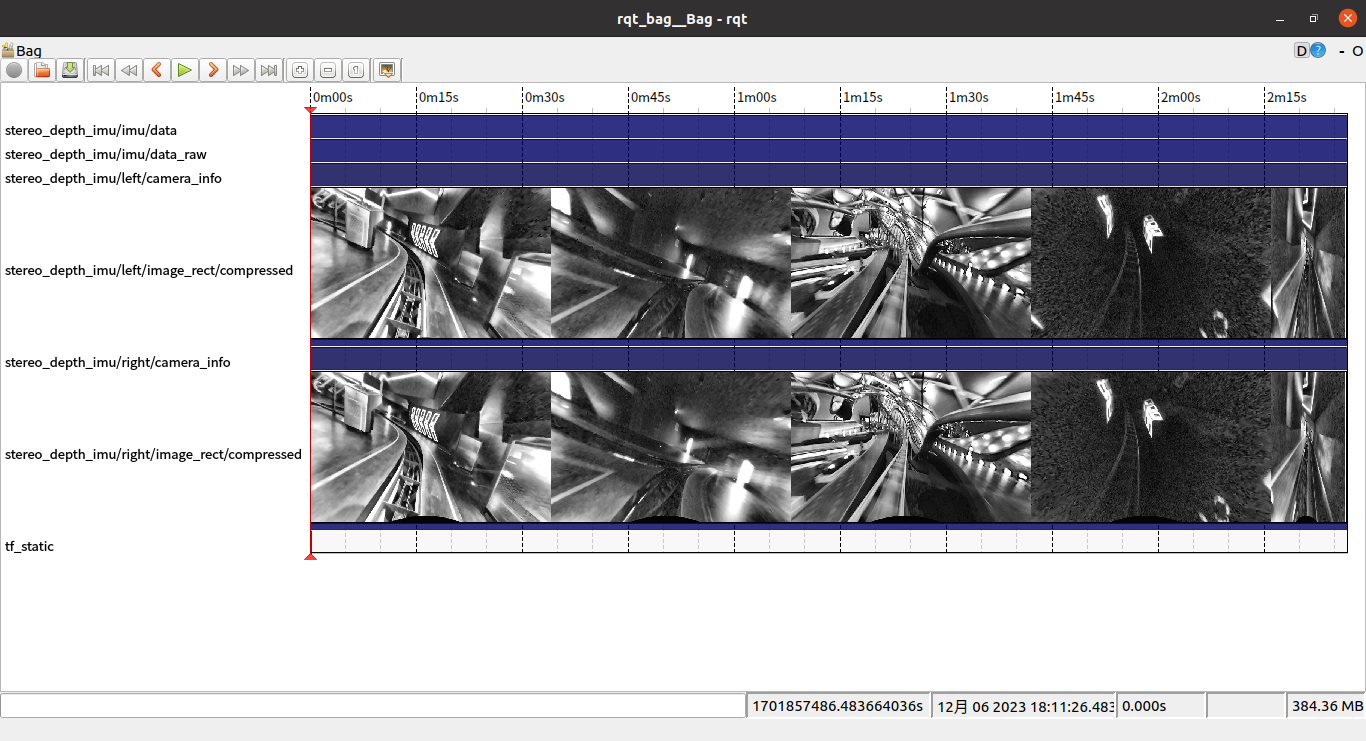 rqt_bag__Bag - rqt
Bag
D ? - O
1
0m00s 0m15s 0m30s 0m45s 1m00s 1m15s 1m30s 1m45s 2m00s 2m15s
stereo_depth_imu/imu/data
stereo_depth_imu/imu/data_raw
stereo_depth_imu/left/camera_info
stereo_depth_imu/left/image_rect/compressed
stereo_depth_imu/right/camera_info
stereo_depth_imu/right/image_rect/compressed
tf_static
1701857486.483664036s 12月 06 2023 18:11:26.483 0.000s 384.36 MB